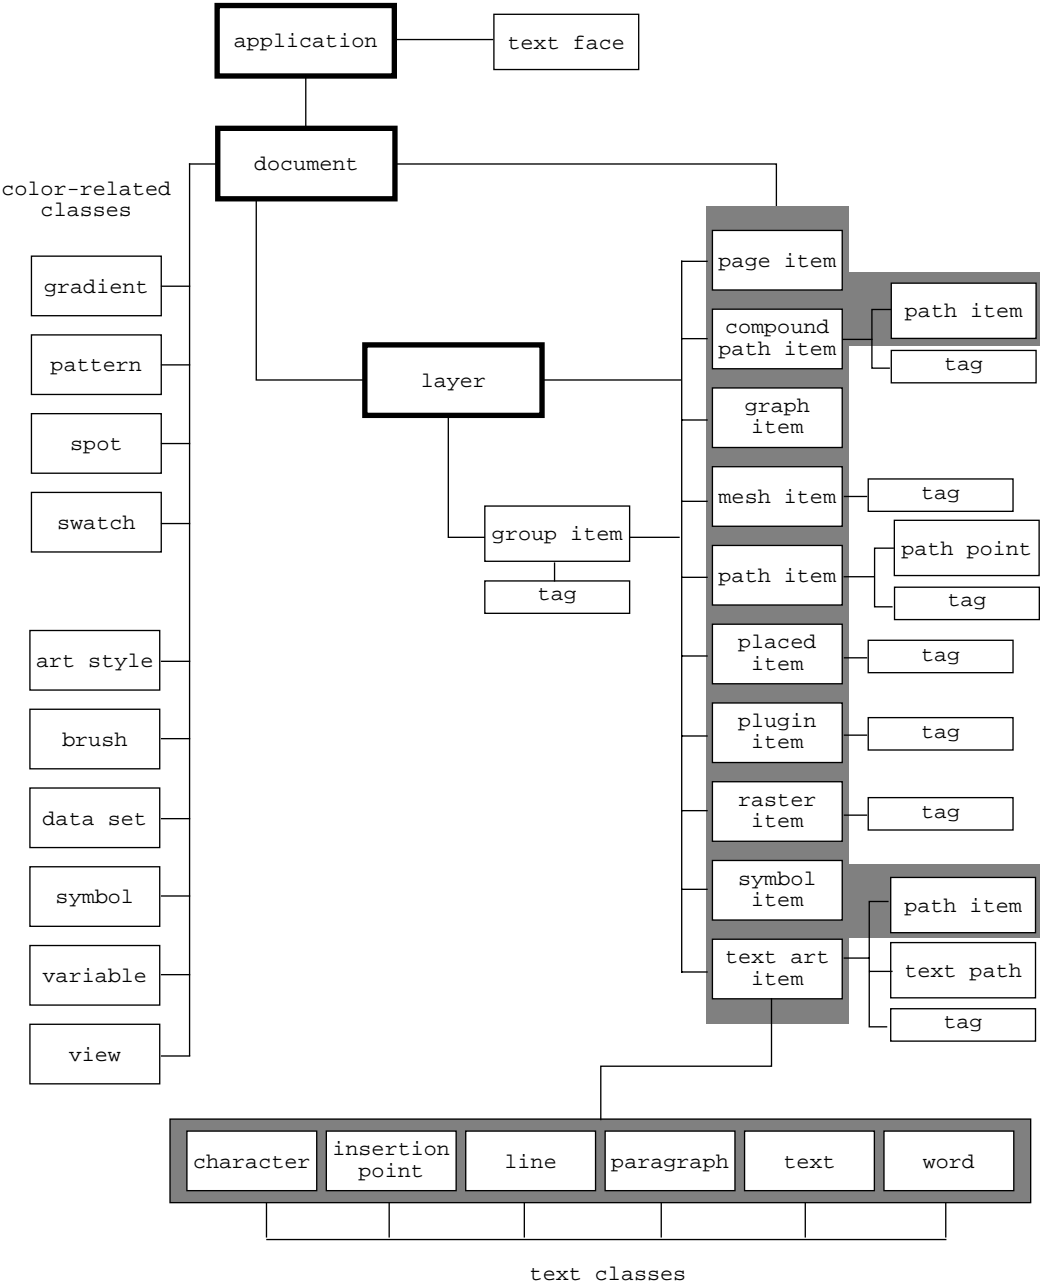 application
text face
document
color-related
classes
gradient
pattern
spot
swatch
art style
brush
data set
symbol
variable
view
layer
group item
tag
page item
compound
path item
path item
tag
graph
item
mesh item
tag
path item
path point
tag
placed
item
tag
plugin
item
tag
raster
item
tag
symbol
item
text art
item
path item
text path
tag
character
insertion
point
line
paragraph
text
word
text classes